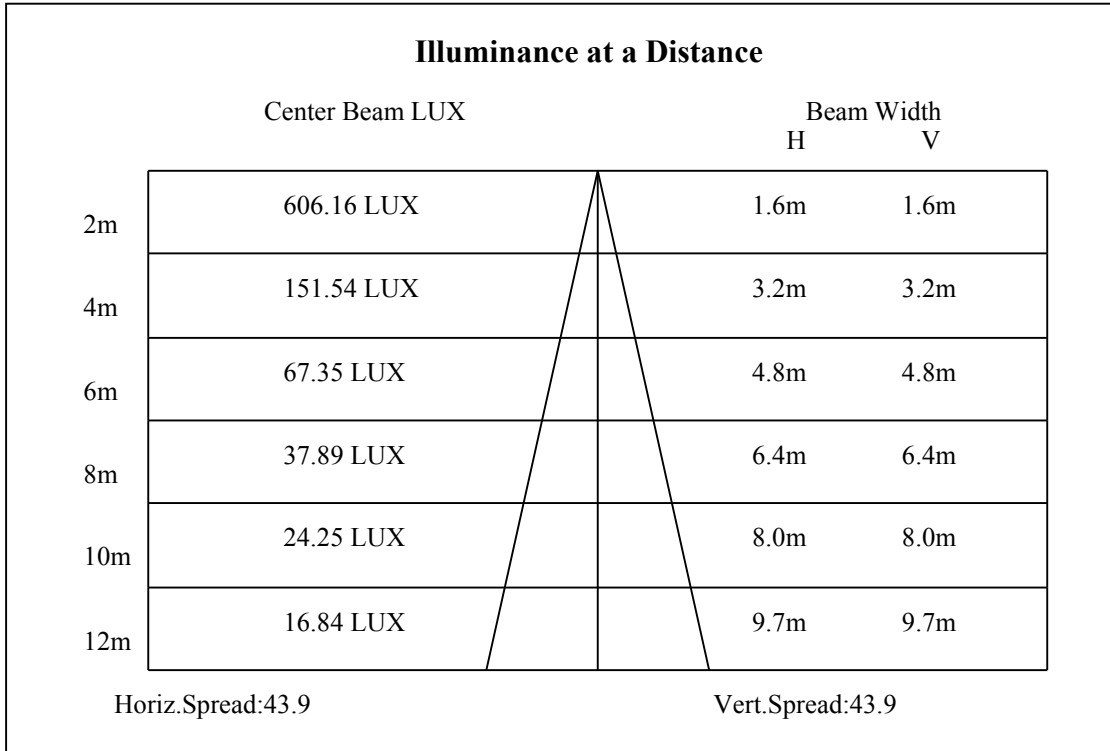 Illuminance at a Distance
Center Beam LUX Beam Width
H V
2m 606.16 LUX 1.6m 1.6m
4m 151.54 LUX 3.2m 3.2m
6m 67.35 LUX 4.8m 4.8m
8m 37.89 LUX 6.4m 6.4m
10m 24.25 LUX 8.0m 8.0m
12m 16.84 LUX 9.7m 9.7m
Horiz.Spread:43.9 Vert.Spread:43.9